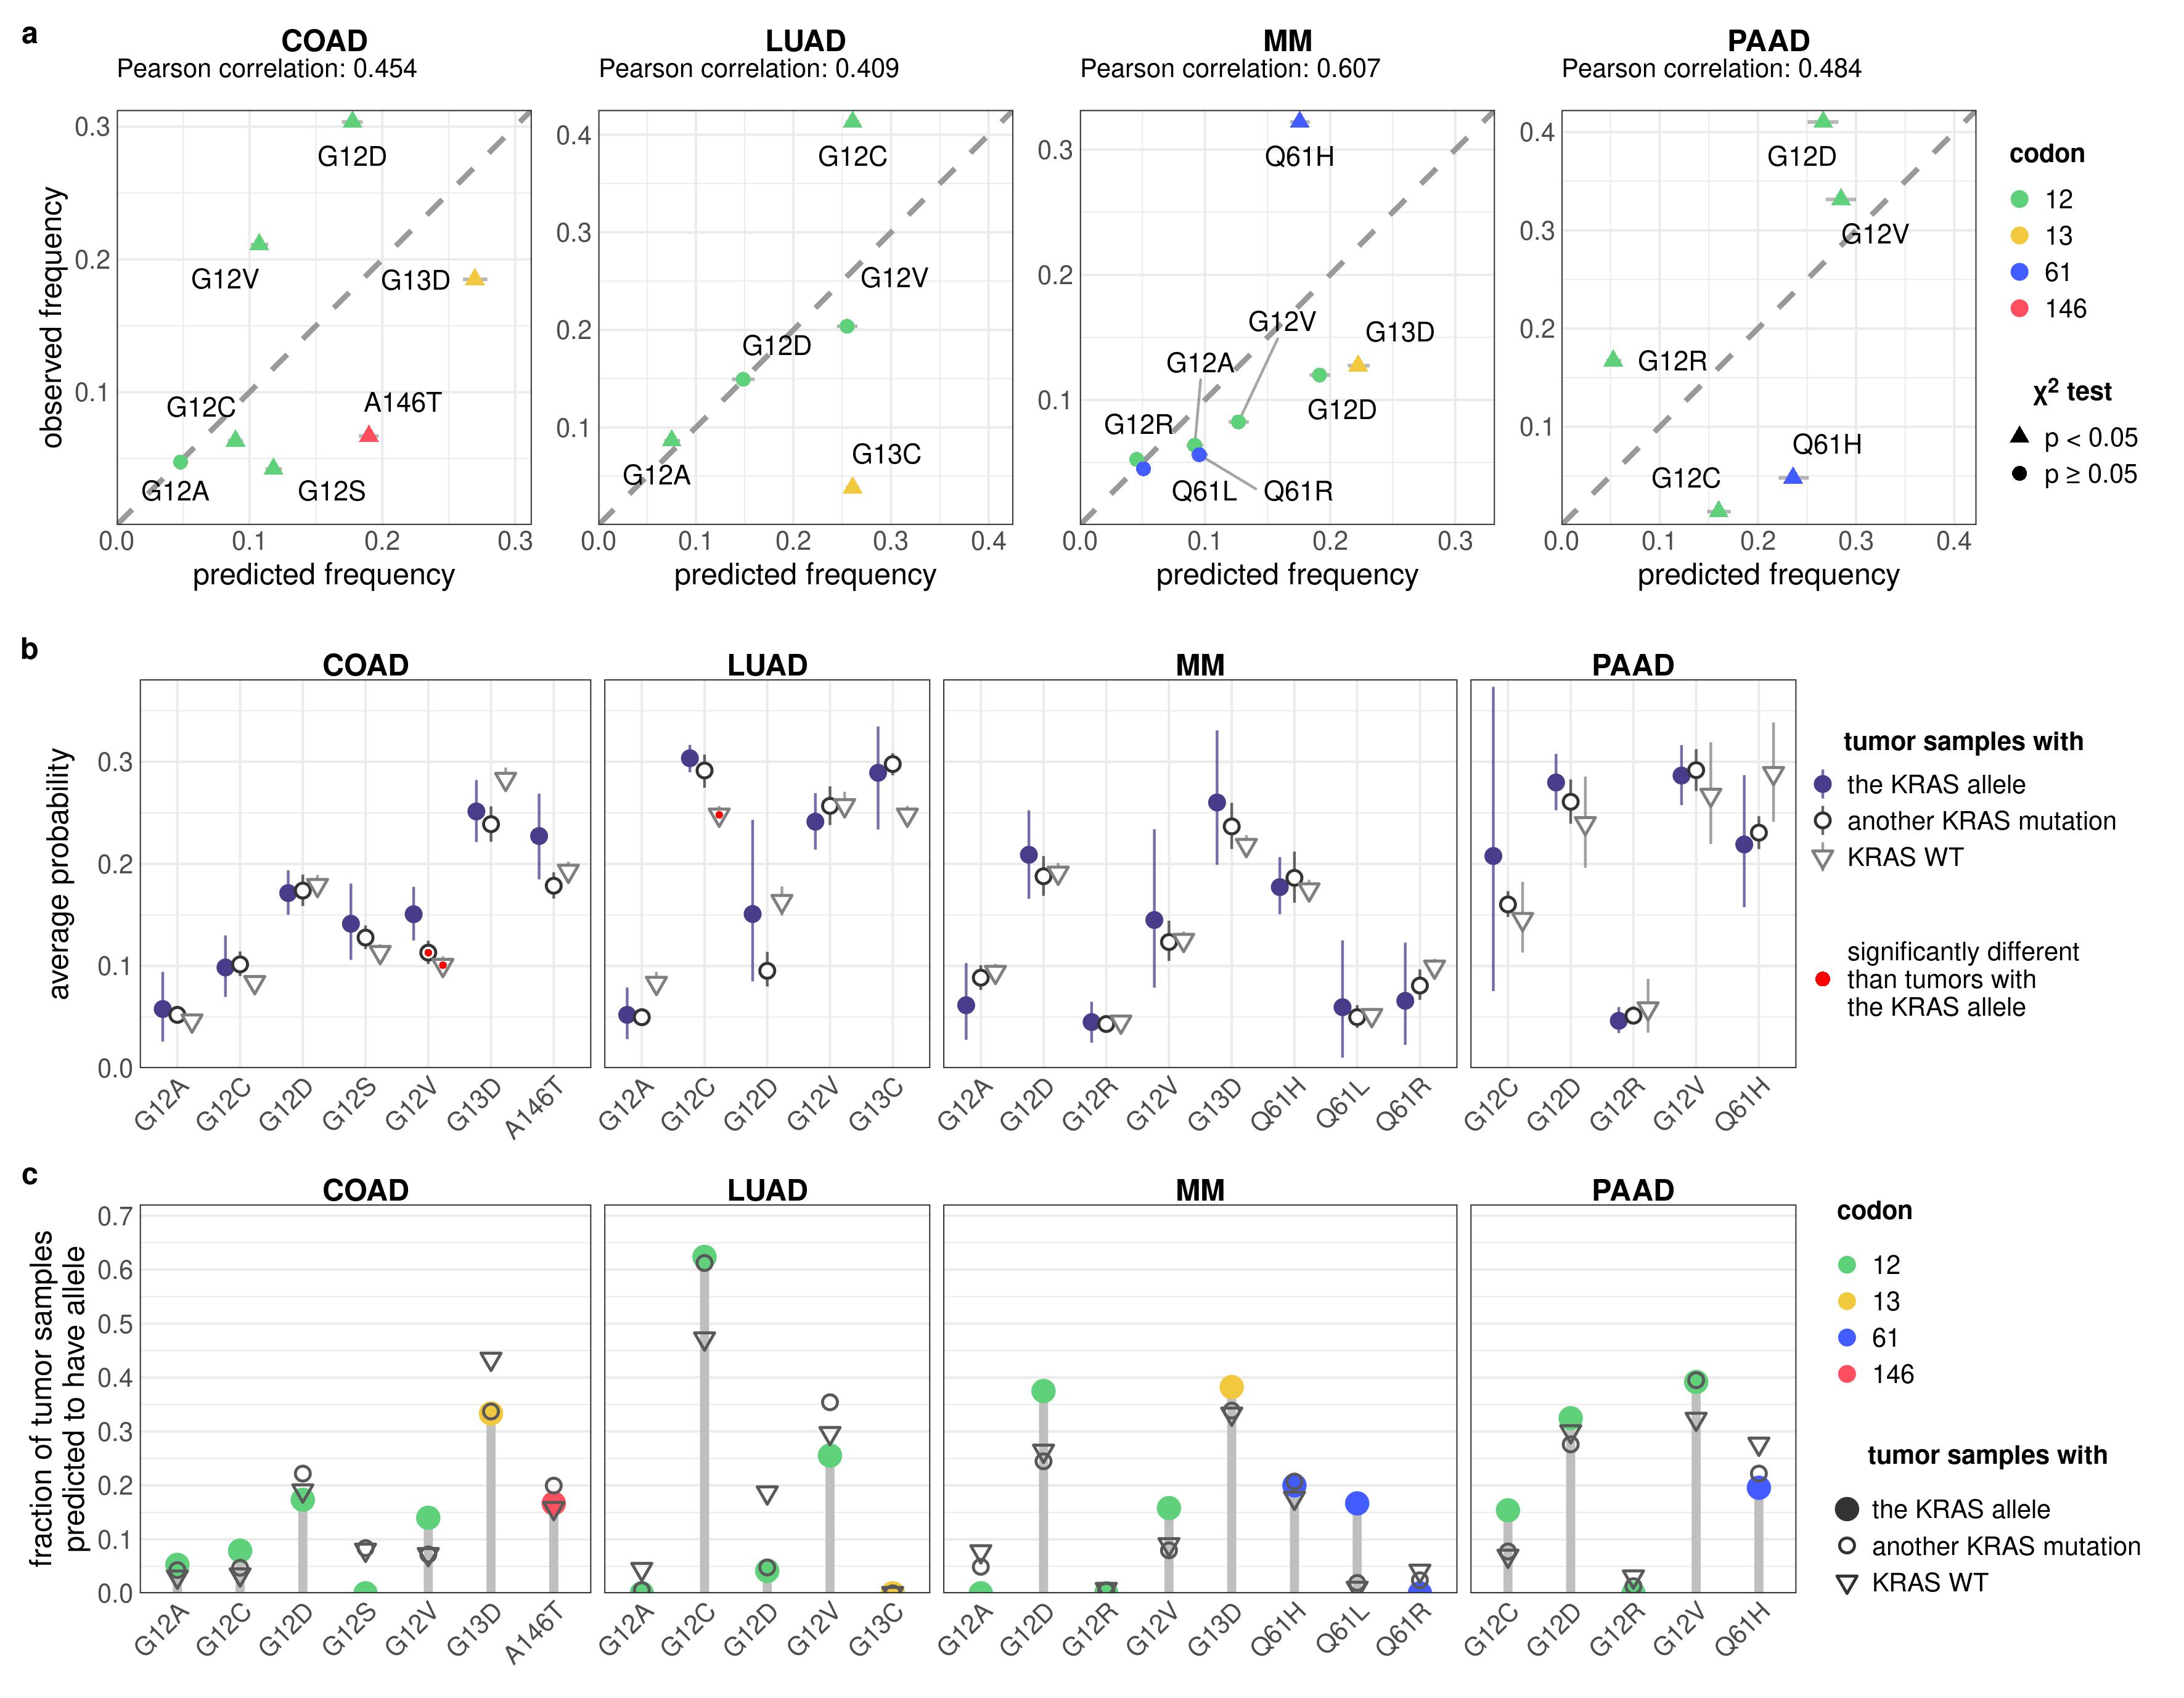 a
COAD
Pearson correlation: 0.454
LUAD
Pearson correlation: 0.409
MM
Pearson correlation: 0.607
PAAD
Pearson correlation: 0.484
observed frequency
0.3
0.2
0.1
G12D
G12V
G13D
G12C
A146T
G12A
G12S
0.0 0.1 0.2 0.3
predicted frequency
0.4
0.3
0.2
0.1
G12C
G12V
G12D
G13C
G12A
0.0 0.1 0.2 0.3 0.4
predicted frequency
0.3
0.2
0.1
Q61H
G12V
G13D
G12A
G12D
G12R
Q61L
Q61R
0.0 0.1 0.2 0.3
predicted frequency
0.4
0.3
0.2
0.1
G12D
G12V
G12R
Q61H
G12C
0.0 0.1 0.2 0.3 0.4
predicted frequency
codon
12
13
61
146
χ² test
p < 0.05
p ≥ 0.05
b
COAD
LUAD
MM
PAAD
average probability
0.3
0.2
0.1
0.0
G12A G12C G12D G12S G12V G13D A146T
G12A G12C G12D G12V G13C
G12A G12D G12R G12V G13D Q61H Q61L Q61R
G12C G12D G12R G12V Q61H
tumor samples with
the KRAS allele
another KRAS mutation
KRAS WT
significantly different
than tumors with
the KRAS allele
c
COAD
LUAD
MM
PAAD
fraction of tumor samples
predicted to have allele
0.7
0.6
0.5
0.4
0.3
0.2
0.1
0.0
G12A G12C G12D G12S G12V G13D A146T
G12A G12C G12D G12V G13C
G12A G12D G12R G12V G13D Q61H Q61L Q61R
G12C G12D G12R G12V Q61H
codon
12
13
61
146
tumor samples with
the KRAS allele
another KRAS mutation
KRAS WT